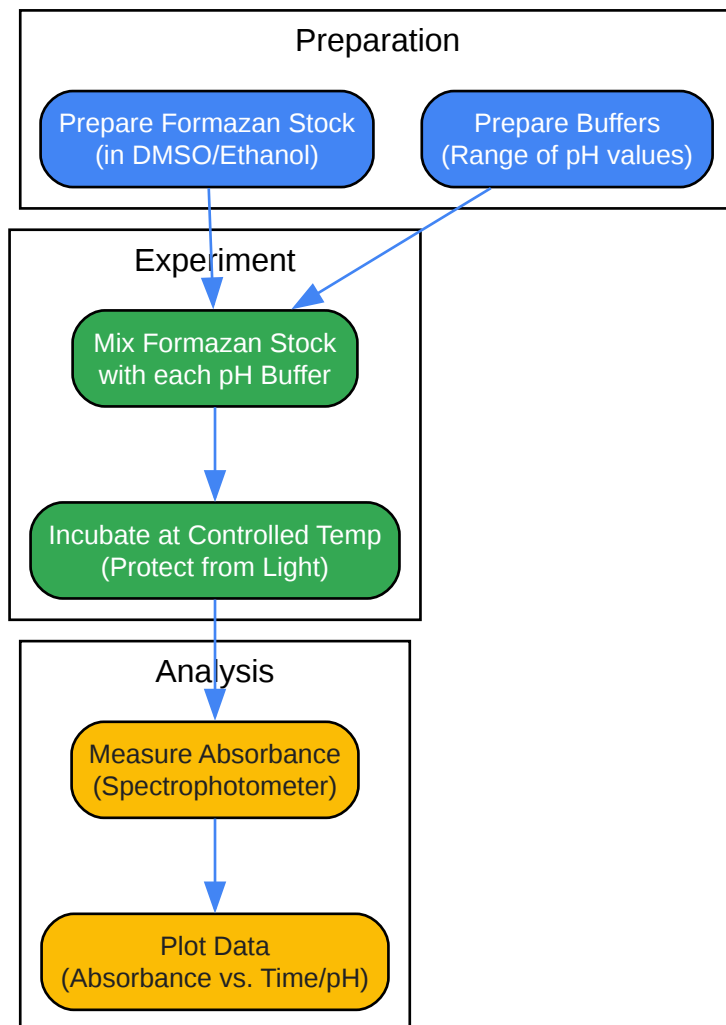 Preparation
Prepare Formazan Stock
(in DMSO/Ethanol)
Prepare Buffers
(Range of pH values)
Experiment
Mix Formazan Stock
with each pH Buffer
Incubate at Controlled Temp
(Protect from Light)
Analysis
Measure Absorbance
(Spectrophotometer)
Plot Data
(Absorbance vs. Time/pH)